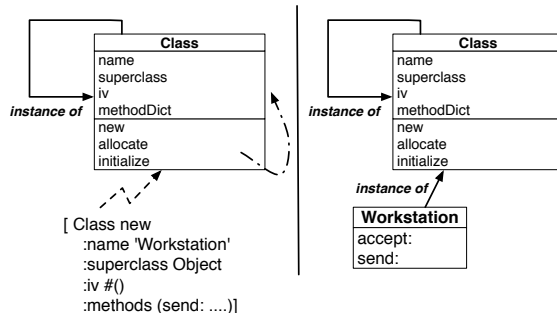 Class
name
superclass
iv
methodDict
new
allocate
initialize
instance of
[ Class new
:name 'Workstation'
:superclass Object
:iv #()
:methods (send: ....)]
Class
name
superclass
iv
methodDict
new
allocate
initialize
instance of
instance of
Workstation
accept:
send: